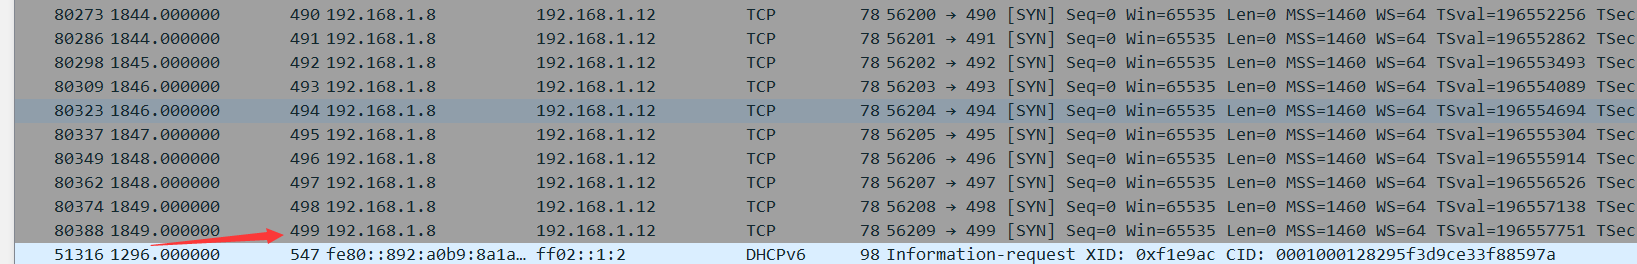 80273 1844.000000 490 192.168.1.8 192.168.1.12 TCP 78 56200 → 490 [SYN] Seq=0 Win=65535 Len=0 MSS=1460 WS=64 TSval=196552256 TSec
80286 1844.000000 491 192.168.1.8 192.168.1.12 TCP 78 56201 → 491 [SYN] Seq=0 Win=65535 Len=0 MSS=1460 WS=64 TSval=196552862 TSec
80298 1845.000000 492 192.168.1.8 192.168.1.12 TCP 78 56202 → 492 [SYN] Seq=0 Win=65535 Len=0 MSS=1460 WS=64 TSval=196553493 TSec
80309 1846.000000 493 192.168.1.8 192.168.1.12 TCP 78 56203 → 493 [SYN] Seq=0 Win=65535 Len=0 MSS=1460 WS=64 TSval=196554089 TSec
80323 1846.000000 494 192.168.1.8 192.168.1.12 TCP 78 56204 → 494 [SYN] Seq=0 Win=65535 Len=0 MSS=1460 WS=64 TSval=196554694 TSec
80337 1847.000000 495 192.168.1.8 192.168.1.12 TCP 78 56205 → 495 [SYN] Seq=0 Win=65535 Len=0 MSS=1460 WS=64 TSval=196555304 TSec
80349 1848.000000 496 192.168.1.8 192.168.1.12 TCP 78 56206 → 496 [SYN] Seq=0 Win=65535 Len=0 MSS=1460 WS=64 TSval=196555914 TSec
80362 1848.000000 497 192.168.1.8 192.168.1.12 TCP 78 56207 → 497 [SYN] Seq=0 Win=65535 Len=0 MSS=1460 WS=64 TSval=196556526 TSec
80374 1849.000000 498 192.168.1.8 192.168.1.12 TCP 78 56208 → 498 [SYN] Seq=0 Win=65535 Len=0 MSS=1460 WS=64 TSval=196557138 TSec
80388 1849.000000 499 192.168.1.8 192.168.1.12 TCP 78 56209 → 499 [SYN] Seq=0 Win=65535 Len=0 MSS=1460 WS=64 TSval=196557751 TSec
51316 1296.000000 547 fe80::892:a0b9:8a1a… ff02::1:2 DHCPv6 98 Information-request XID: 0xf1e9ac CID: 0001000128295f3d9ce33f88597a